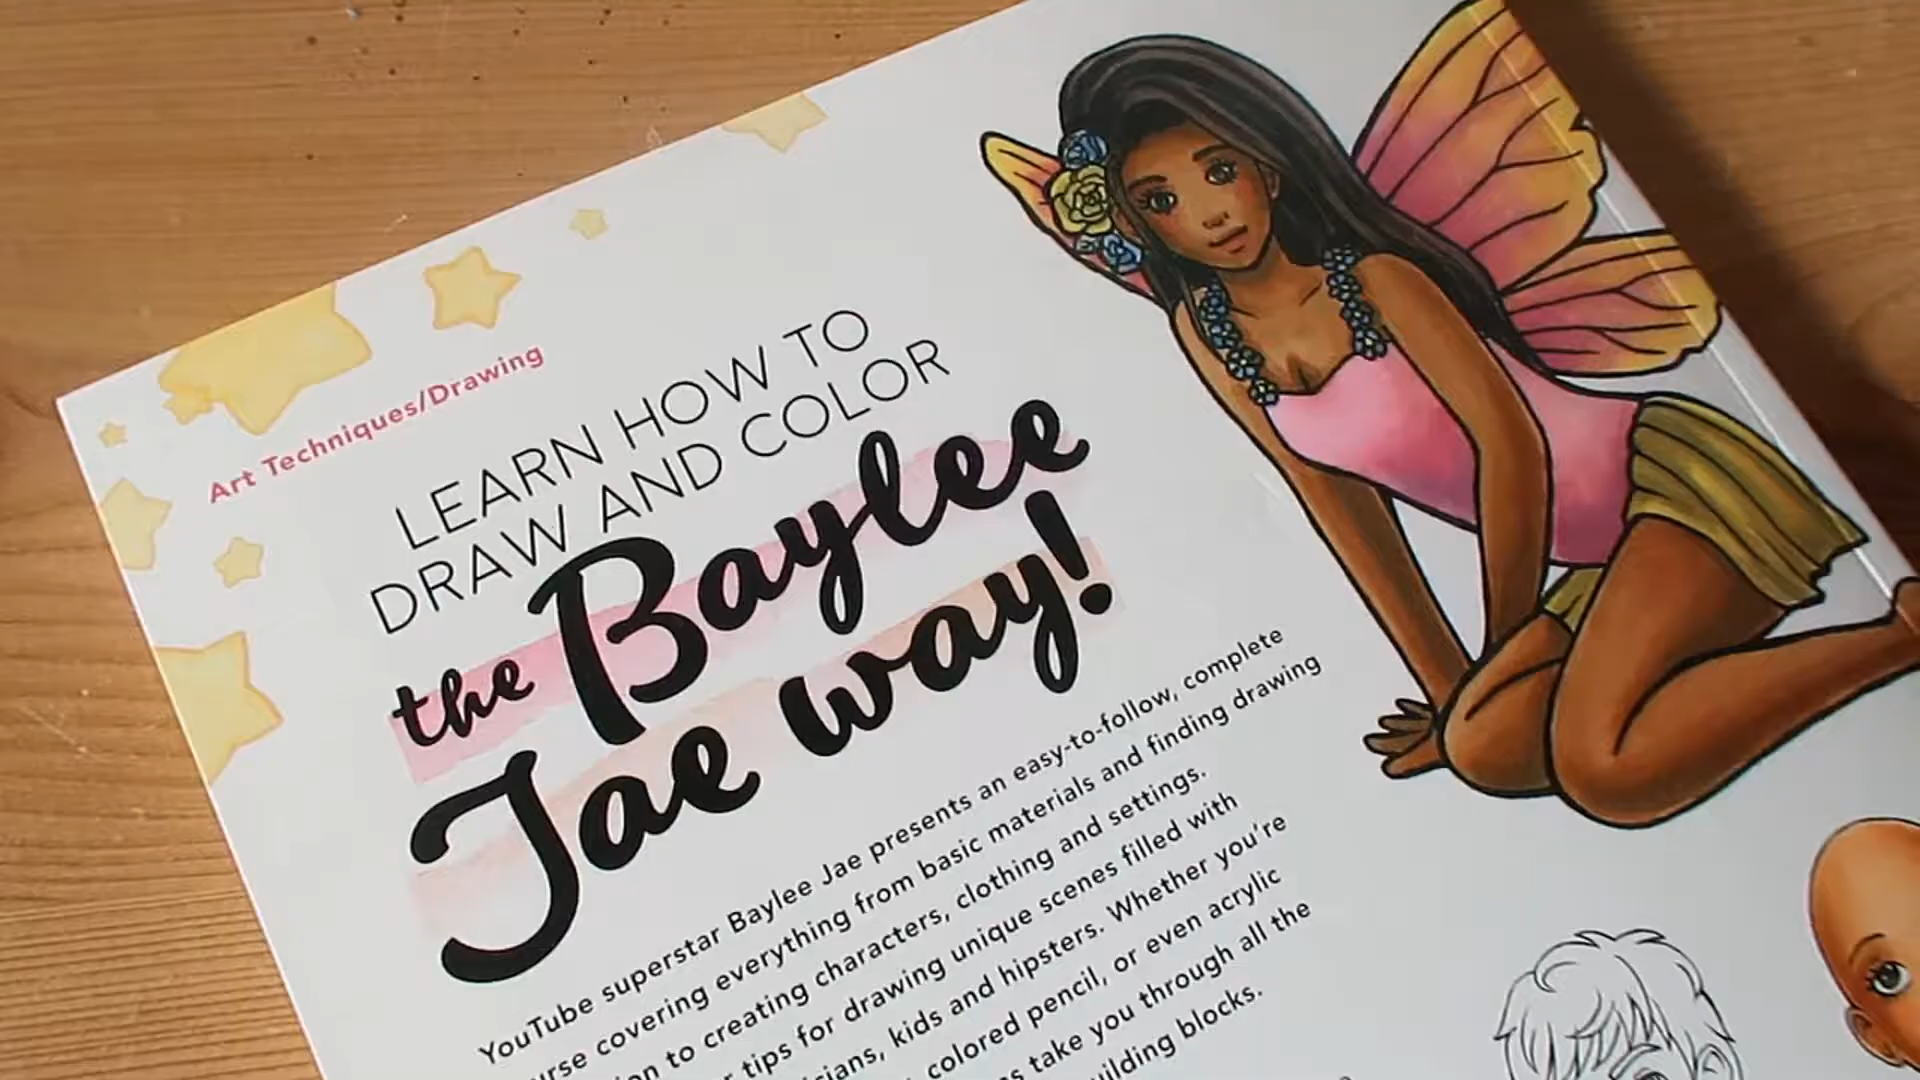 Art Techniques/Drawing
LEARN HOW TO
DRAW AND COLOR
the Baylee
Jae way!
YouTube superstar Baylee Jae presents an easy-to-follow, complete
covering everything from basic materials and finding drawing
to creating characters, clothing and settings.
tips for drawing unique scenes filled with
kids and hipsters. Whether you're
colored pencil, or even acrylic
take you through all the